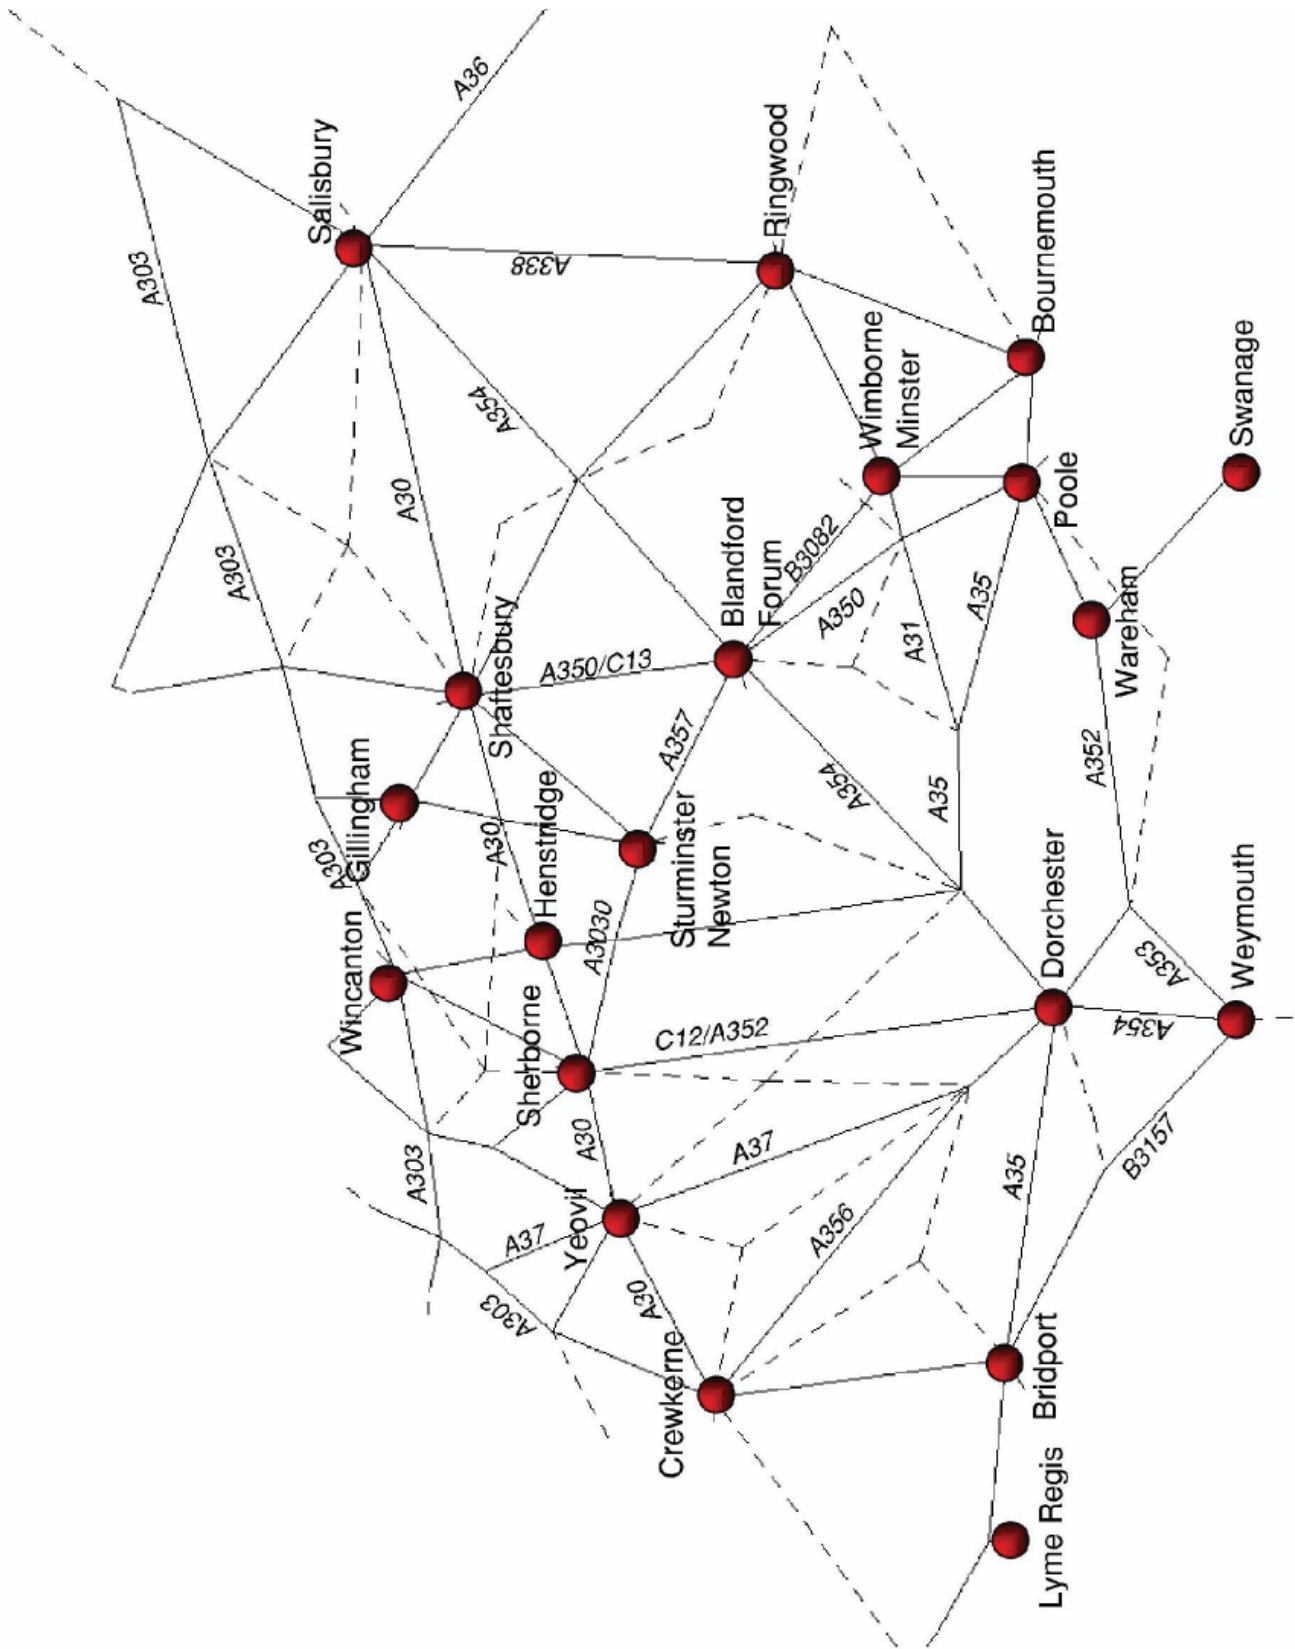 A36
Salisbury
A303
A338
Ringwood
Bournemouth
Wimborne
Minster
Swanage
A354
A30
A303
Poole
Blandford
Forum
B3082
A350
A31
A35
Wareham
Shaftesbury
A350/C13
A357
A354
A35
A352
Gillingham
A303
A30
Henstridge
A3030
Sturminster
Newton
Wincanton
Dorchester
A353
Weymouth
Sherborne
C12/A352
A354
A303
A30
A37
A35
B3157
A37
Yeovil
A356
A303
A30
Crewkerne
Bridport
Lyme Regis